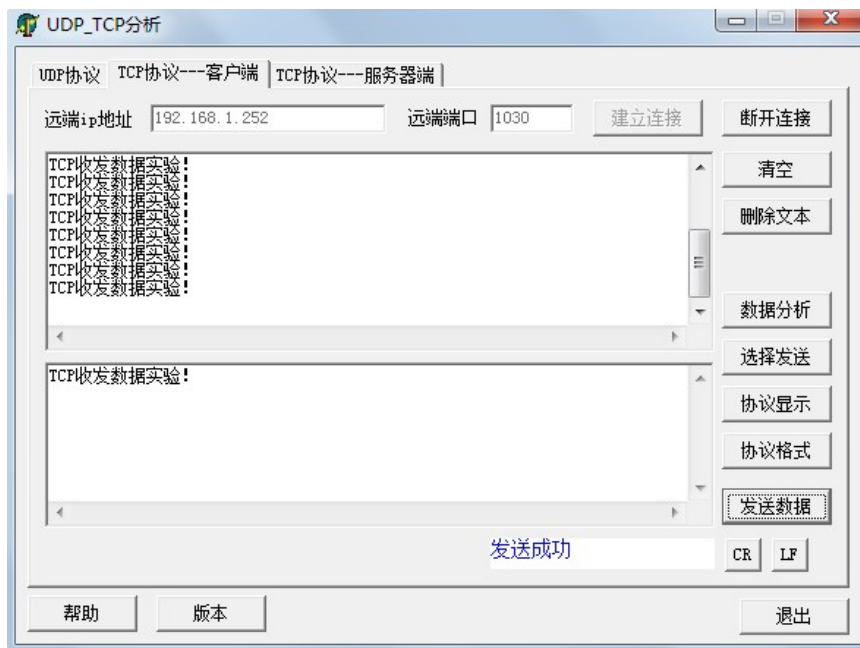 UDP_TCP分析
UDP协议 TCP协议---客户端 TCP协议---服务器端
远端ip地址 192.168.1.252 远端端口 1030 建立连接 断开连接
TCP收发数据实验!
TCP收发数据实验!
TCP收发数据实验!
TCP收发数据实验!
TCP收发数据实验!
TCP收发数据实验!
TCP收发数据实验!
TCP收发数据实验!
清空
删除文本
数据分析
TCP收发数据实验!
选择发送
协议显示
协议格式
发送数据
发送成功 CR LF
帮助 版本 退出